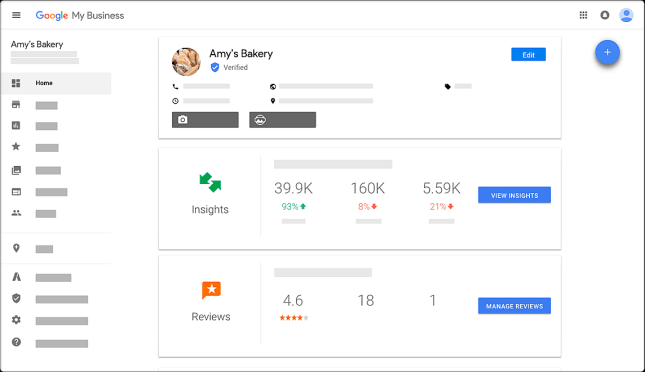 Google My Business
Amy's Bakery
Home
Amy's Bakery
Verified
Edit
Insights
39.9K
93%
160K
8%
5.59K
21%
VIEW INSIGHTS
Reviews
4.6
18
1
MANAGE REVIEWS